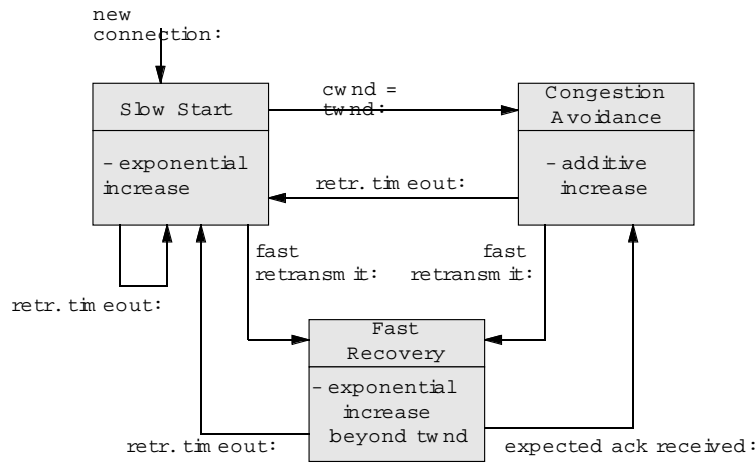 new
connection:
Slow Start
- exponential
increase
cwnd =
twnd:
Congestion
Avoidance
- additive
increase
retr. timeout:
fast
retransmit:
fast
retransmit:
retr. timeout:
Fast
Recovery
- exponential
increase
beyond twnd
retr. timeout:
expected ack received: